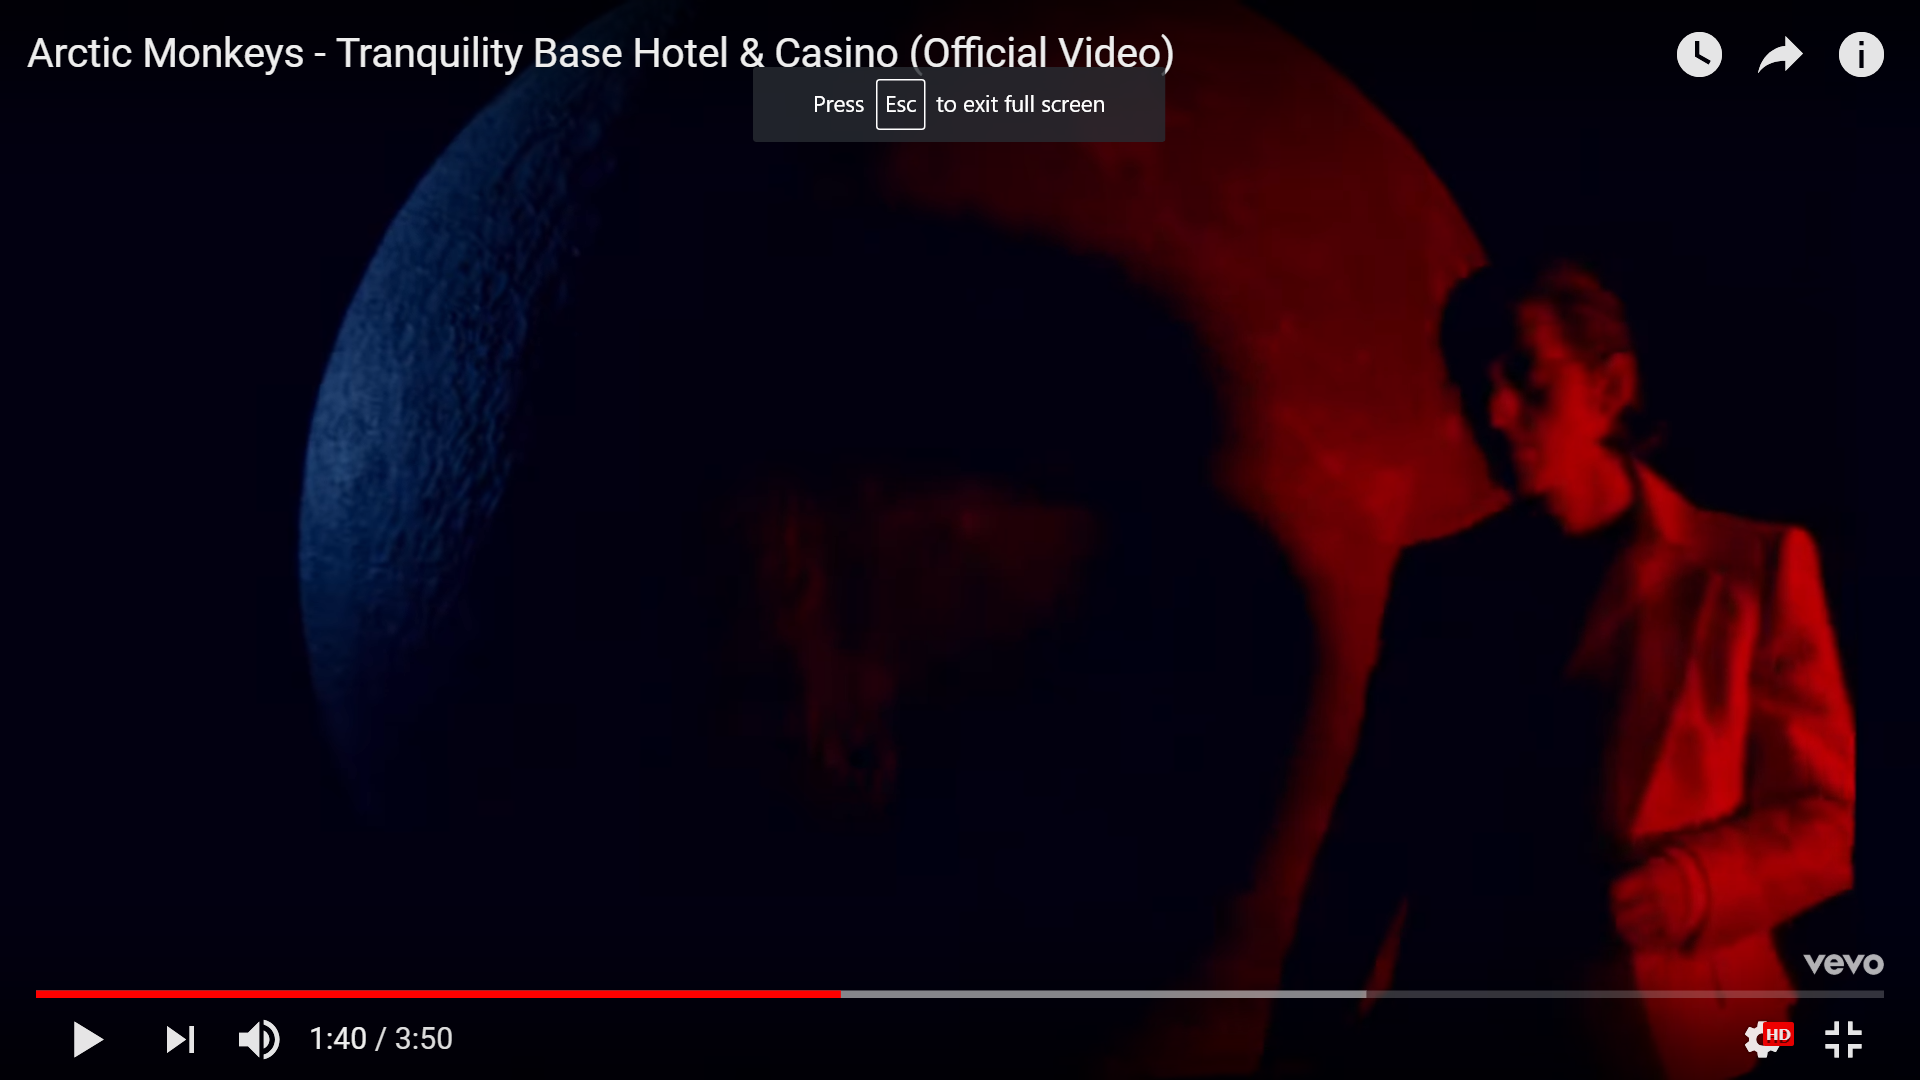 Arctic Monkeys - Tranquility Base Hotel & Casino (Official Video)
Press Esc to exit full screen
vevo
1:40 / 3:50
HD